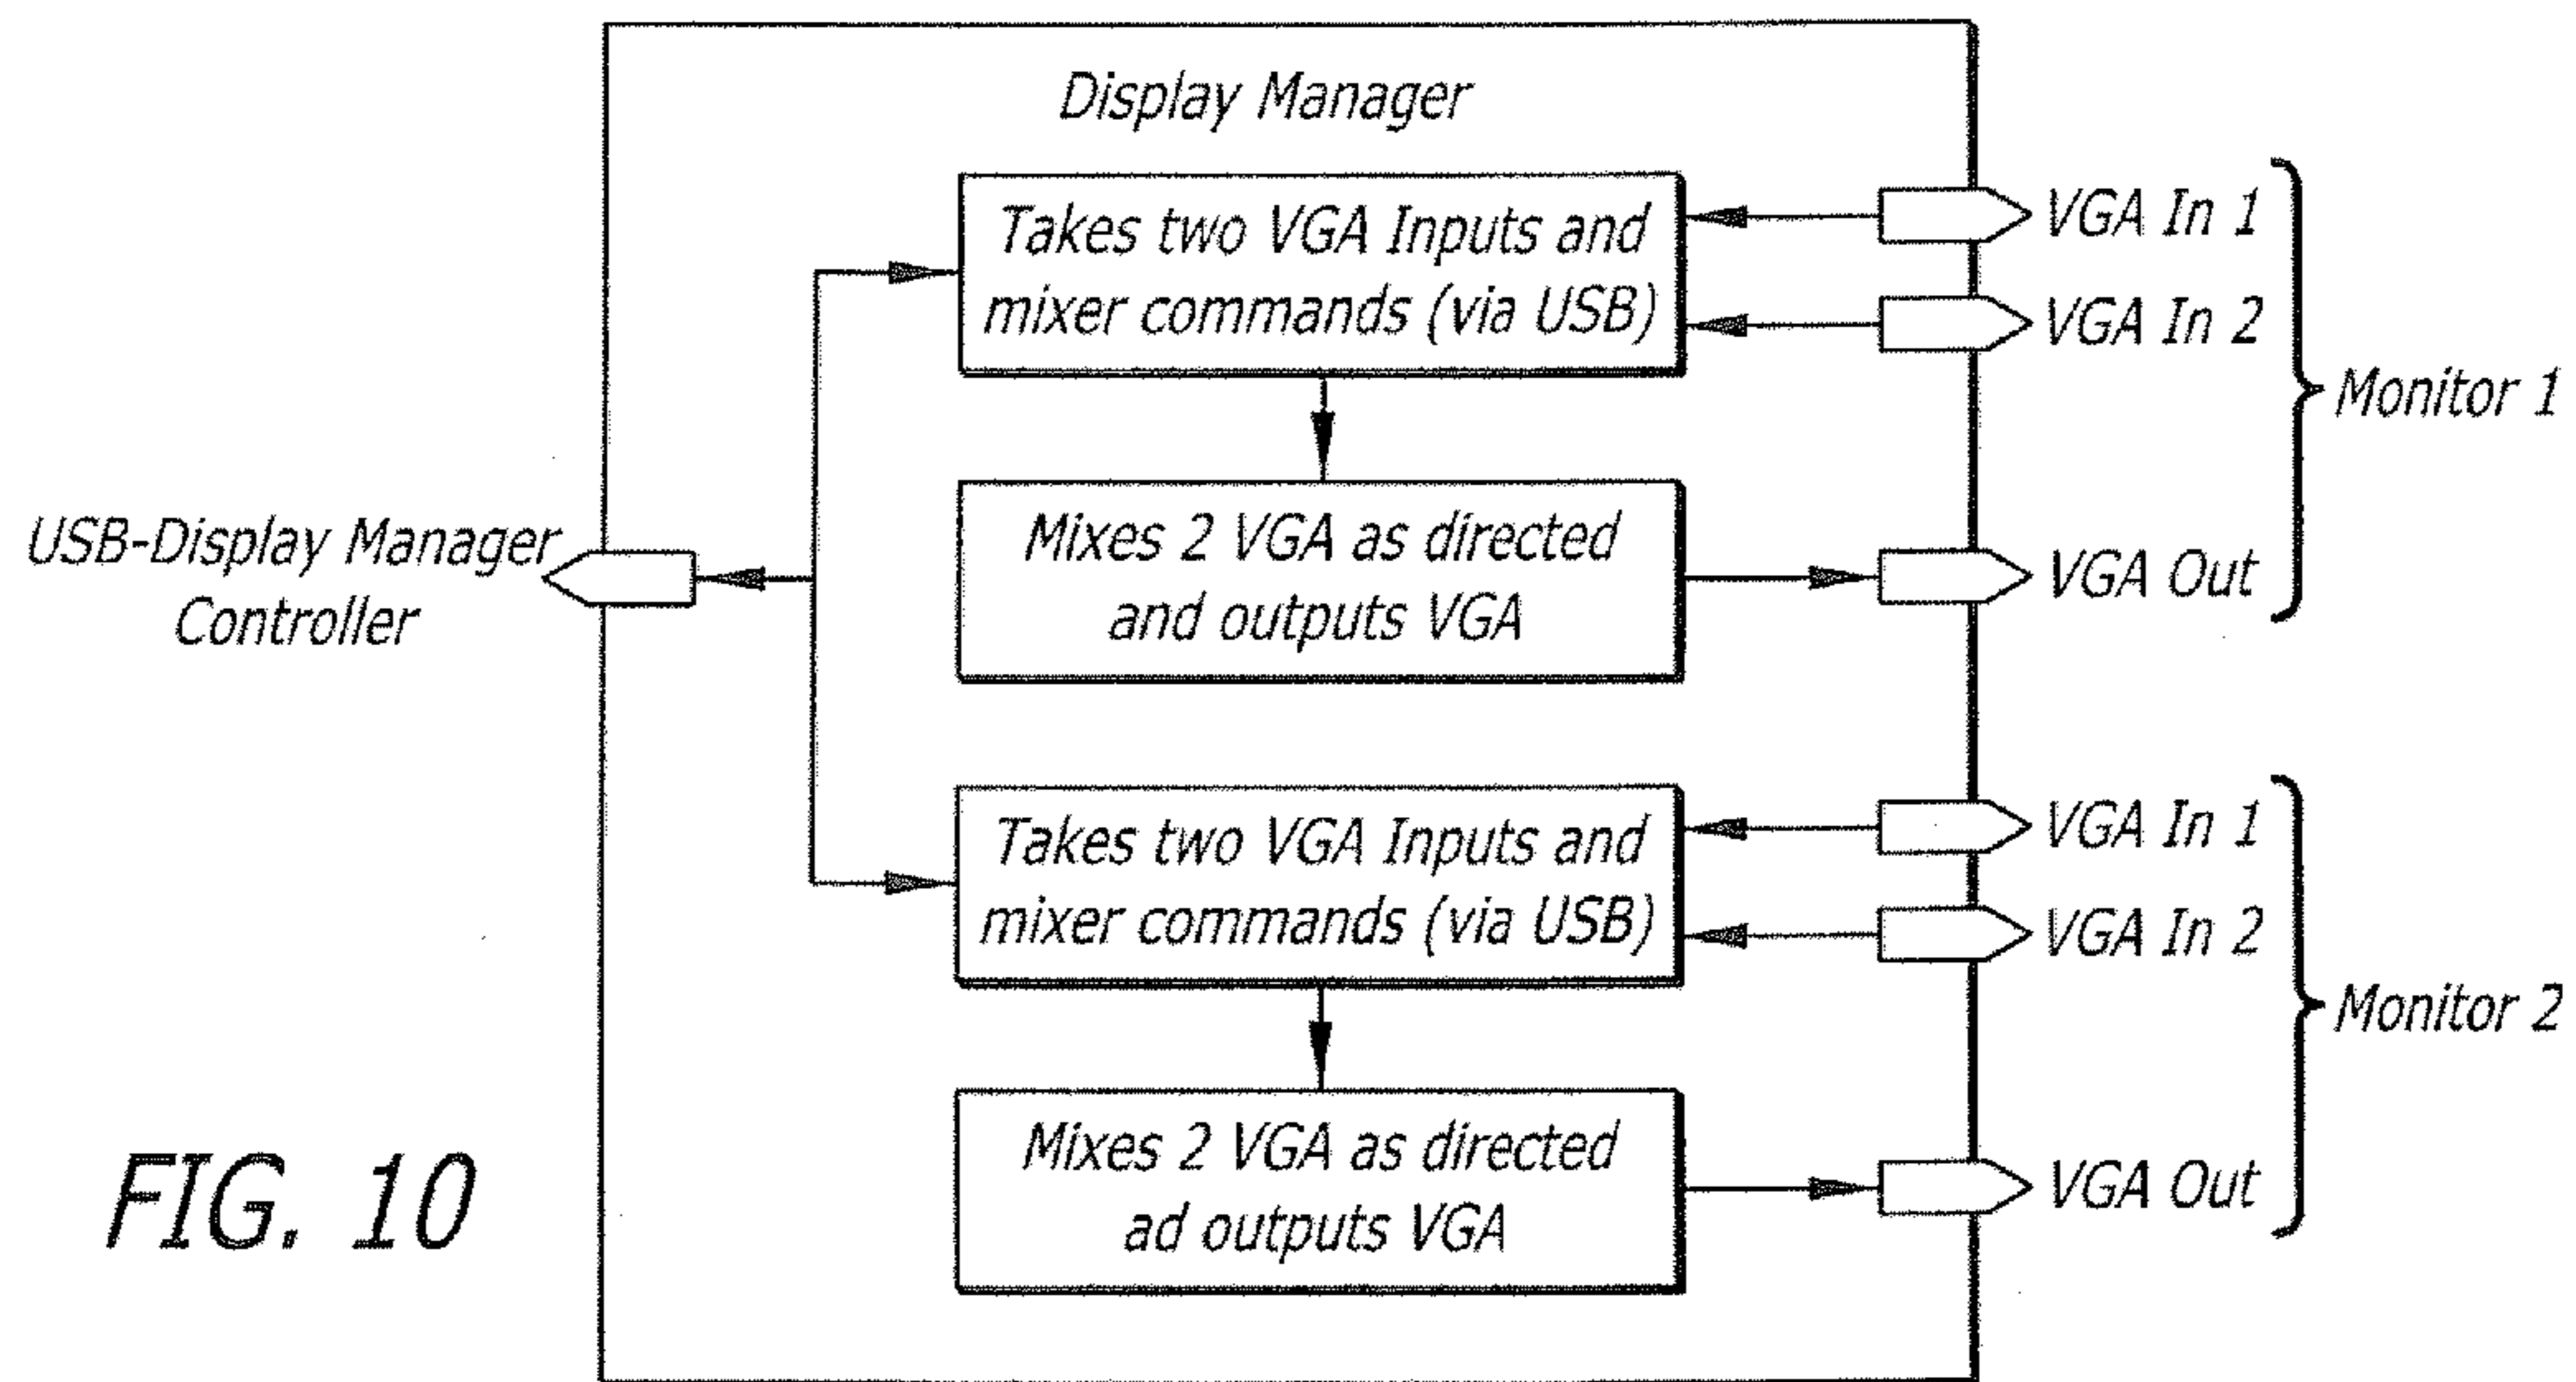 Display Manager
Takes two VGA Inputs and
mixer commands (via USB)
VGA In 1
VGA In 2
Monitor 1
Mixes 2 VGA as directed
and outputs VGA
VGA Out
USB-Display Manager
Controller
Takes two VGA Inputs and
mixer commands (via USB)
VGA In 1
VGA In 2
Monitor 2
Mixes 2 VGA as directed
ad outputs VGA
VGA Out
FIG. 10